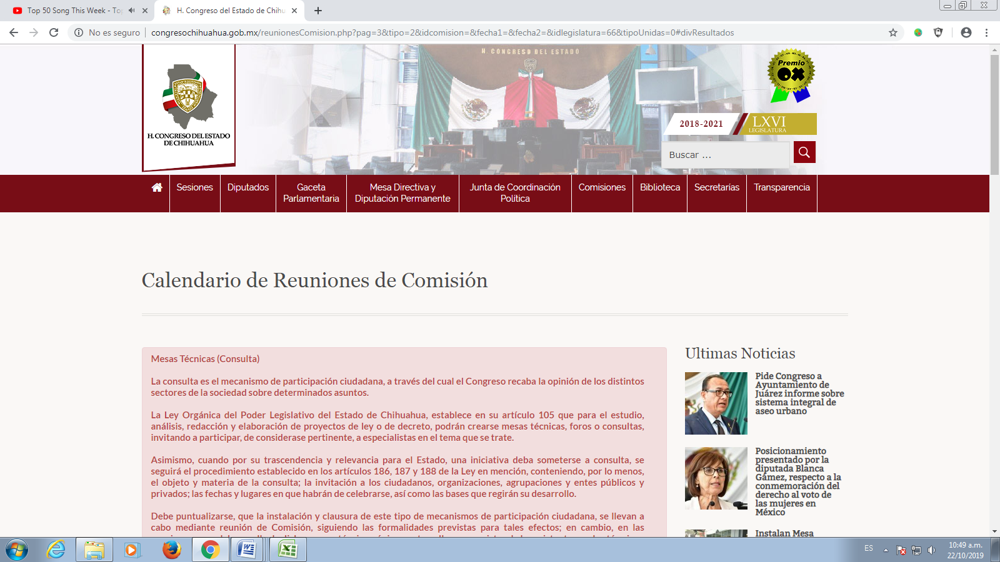 Top 50 Song This Week - Top
H. Congreso del Estado de Chihu
No es seguro
congresochihuahua.gob.mx/reunionesComision.php?pag=3&tipo=2&idcomision=&fecha1=&fecha2=&idlegislatura=66&tipoUnidas=0#divResultados
H. CONGRESO DEL ESTADO
DE CHIHUAHUA
H. CONGRESO DEL ESTADO
Premio
OX
2018-2021
LXVI
LEGISLATURA
Buscar ...
Sesiones
Diputados
Gaceta
Parlamentaria
Mesa Directiva y
Diputación Permanente
Junta de Coordinación
Política
Comisiones
Biblioteca
Secretarías
Transparencia
Calendario de Reuniones de Comisión
Mesas Técnicas (Consulta)
La consulta es el mecanismo de participación ciudadana, a través del cual el Congreso recaba la opinión de los distintos
sectores de la sociedad sobre determinados asuntos.
La Ley Orgánica del Poder Legislativo del Estado de Chihuahua, establece en su artículo 105 que para el estudio,
análisis, redacción y elaboración de proyectos de ley o de decreto, podrán crearse mesas técnicas, foros o consultas,
invitando a participar, de considerase pertinente, a especialistas en el tema que se trate.
Asimismo, cuando por su trascendencia y relevancia para el Estado, una iniciativa deba someterse a consulta, se
seguirá el procedimiento establecido en los artículos 186, 187 y 188 de la Ley en mención, conteniendo, por lo menos,
el objeto y materia de la consulta; la invitación a los ciudadanos, organizaciones, agrupaciones y entes públicos y
privados; las fechas y lugares en que habrán de celebrarse, así como las bases que regirán su desarrollo.
Debe puntualizarse, que la instalación y clausura de este tipo de mecanismos de participación ciudadana, se llevan a
cabo mediante reunión de Comisión, siguiendo las formalidades previstas para tales efectos; en cambio, en las
Ultimas Noticias
Pide Congreso a
Ayuntamiento de
Juárez informe sobre
sistema integral de
aseo urbano
Posicionamiento
presentado por la
diputada Blanca
Gámez, respecto a la
conmemoración del
derecho al voto de
las mujeres en
México
Instalan Mesa
ES
10:49 a.m.
22/10/2019